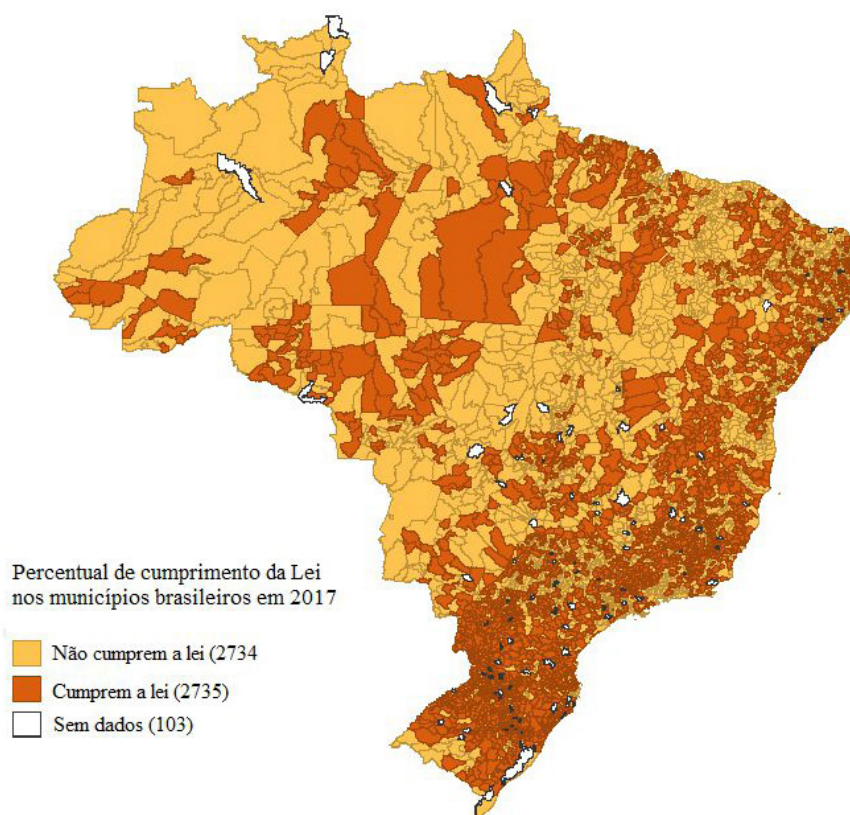 Percentual de cumprimento da Lei
nos municípios brasileiros em 2017
Não cumprem a lei (2734
Cumprem a lei (2735)
Sem dados (103)